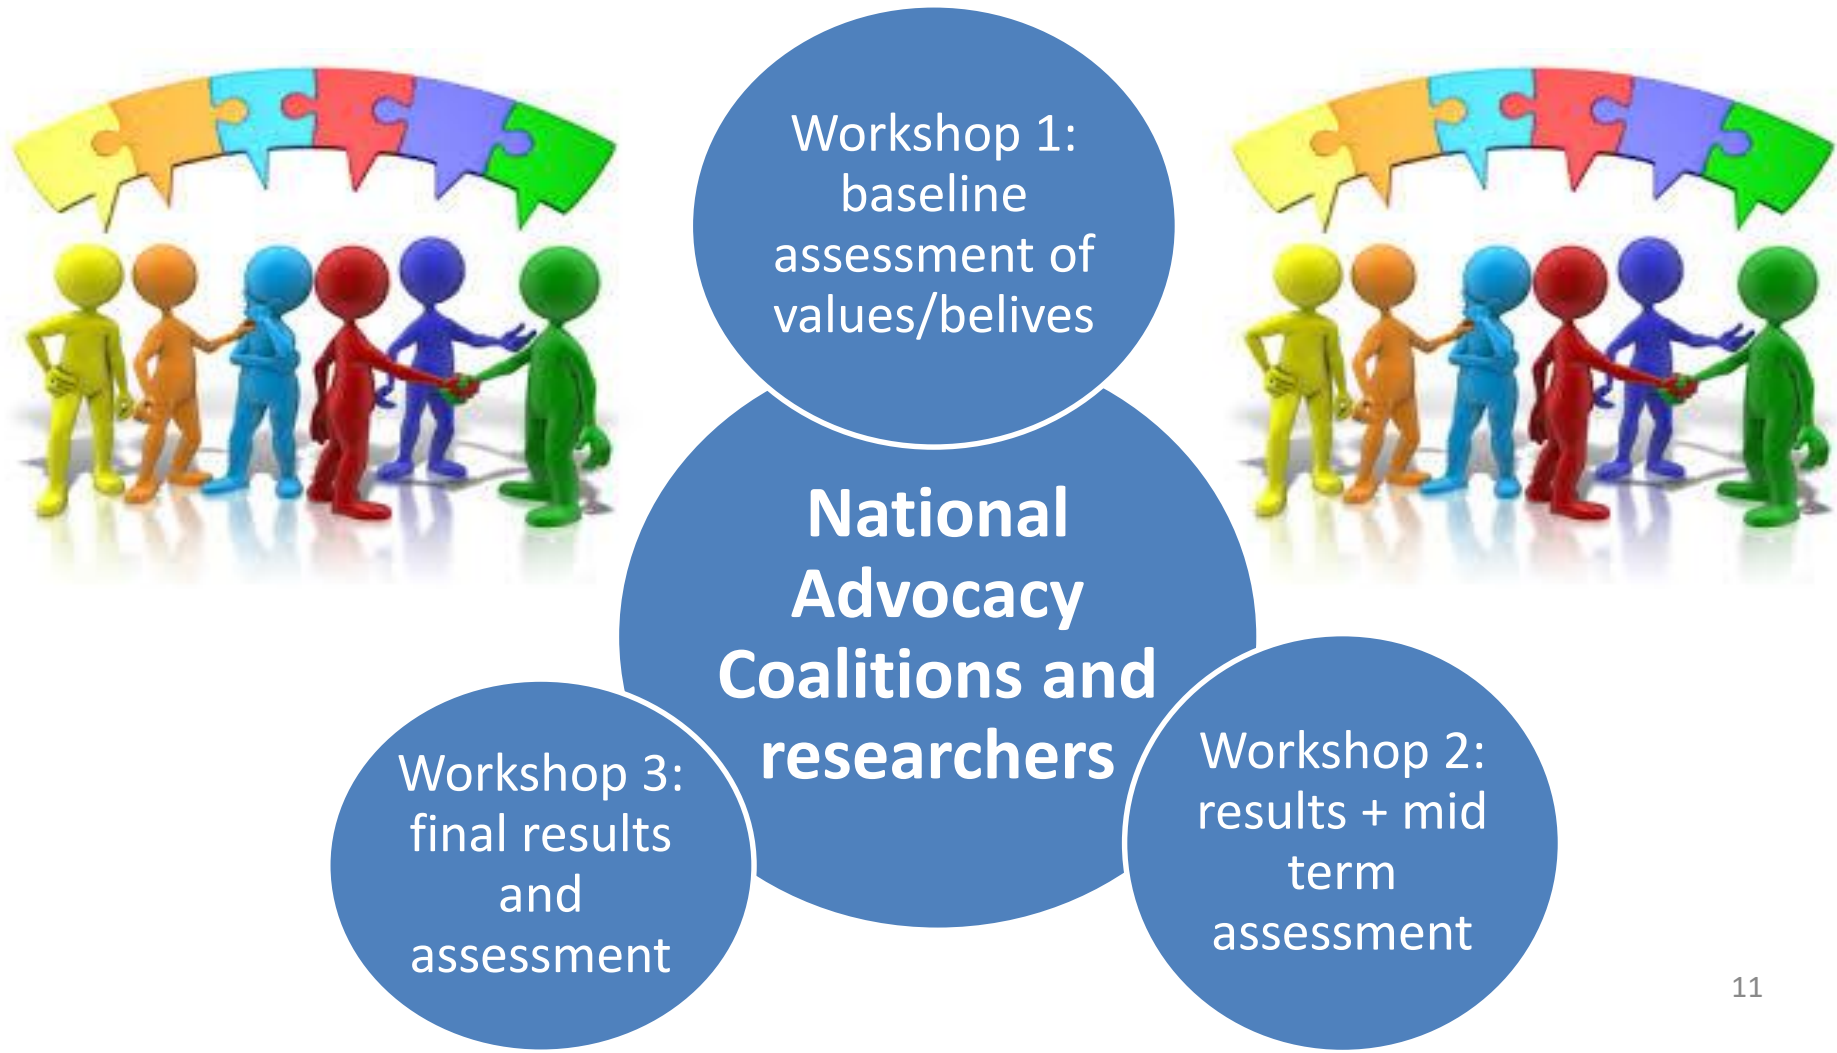 Workshop 1:
baseline
assessment of
values/belives
National
Advocacy
Coalitions and
researchers
Workshop 2:
results + mid
term
assessment
Workshop 3:
final results
and
assessment
11